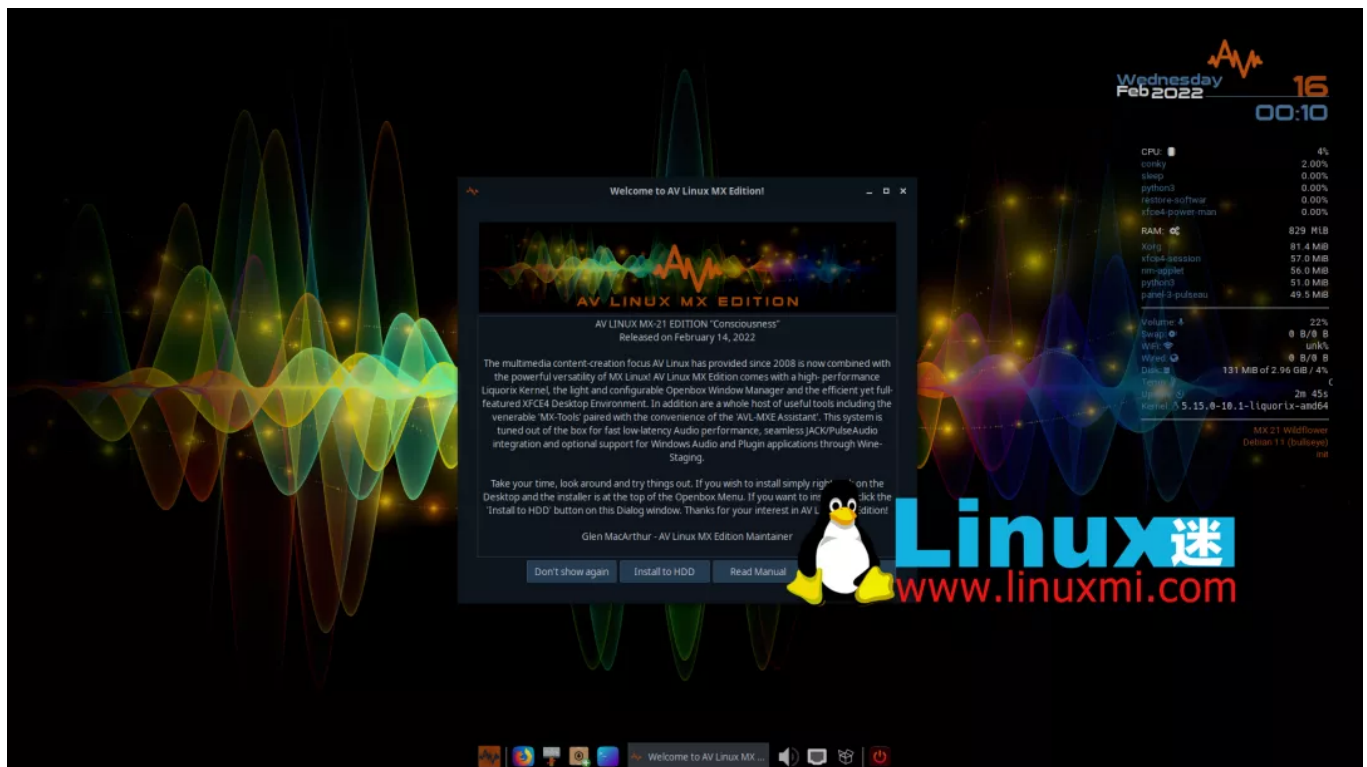 Wednesday
Feb 2022
16
00:10
CPU: 4%
conky 2.00%
sleep 0.00%
python3 0.00%
restore-softwar 0.00%
xfce4-power-man 0.00%
RAM: 829 MiB
Xorg 81.4 MiB
xfce4-session 57.0 MiB
nm-applet 56.0 MiB
python3 51.0 MiB
panel-3-pulseau 49.5 MiB
Volume: 22%
Swap: 0 B/0 B
WiFi: unk%
Wired: 0 B/0 B
Disk: 131 MiB of 2.96 GiB / 4%
2m 45s
Kernel: 5.15.0-10.1-liquorix-amd64
MX 21 Wildflower
Debian 11 (bullseye)
init
Welcome to AV Linux MX Edition!
AV LINUX MX EDITION
AV LINUX MX-21 EDITION "Consciousness"
Released on February 14, 2022
The multimedia content-creation focus AV Linux has provided since 2008 is now combined with
the powerful versatility of MX Linux! AV Linux MX Edition comes with a high- performance
Liquorix Kernel, the light and configurable Openbox Window Manager and the efficient yet full-
featured XFCE4 Desktop Environment. In addition are a whole host of useful tools including the
venerable 'MX-Tools' paired with the convenience of the 'AVL-MXE Assistant'. This system is
tuned out of the box for fast low-latency Audio performance, seamless JACK/PulseAudio
integration and optional support for Windows Audio and Plugin applications through Wine-
Staging.
Take your time, look around and try things out. If you wish to install simply on the
Desktop and the installer is at the top of the Openbox Menu. If you want to click the
'Install to HDD' button on this Dialog window. Thanks for your interest in AV
Glen MacArthur - AV Linux MX Edition Maintainer
Don't show again
Install to HDD
Read Manual
Linux迷
www.linuxmi.com
Welcome to AV Linux MX ...